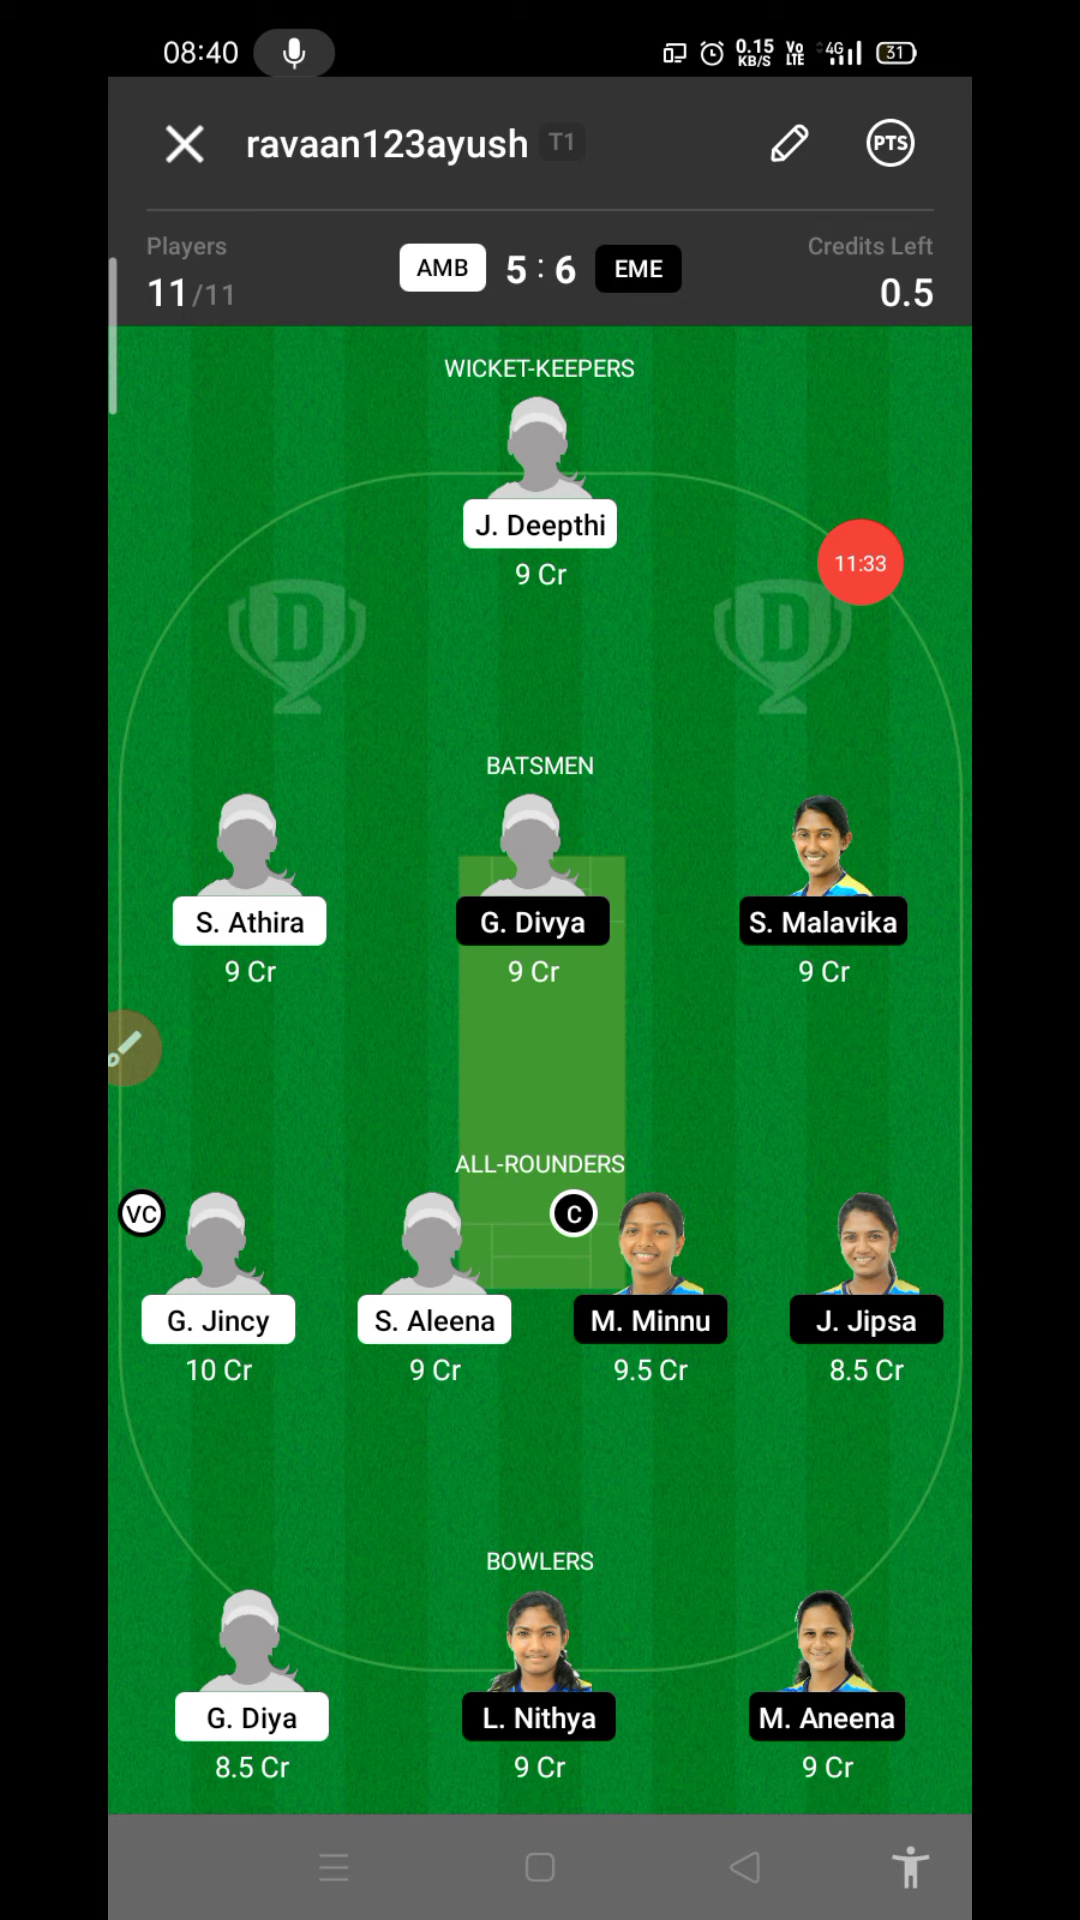 08:40 0.15 KB/S Vo LTE 4G 31
ravaan123ayush T1 PTS
Players Credits Left
AMB 5 : 6 EME
11/11 0.5
WICKET-KEEPERS
J. Deepthi
9 Cr
11:33
D D
BATSMEN
S. Athira G. Divya S. Malavika
9 Cr 9 Cr 9 Cr
ALL-ROUNDERS
VC C
G. Jincy S. Aleena M. Minnu J. Jipsa
10 Cr 9 Cr 9.5 Cr 8.5 Cr
BOWLERS
G. Diya L. Nithya M. Aneena
8.5 Cr 9 Cr 9 Cr